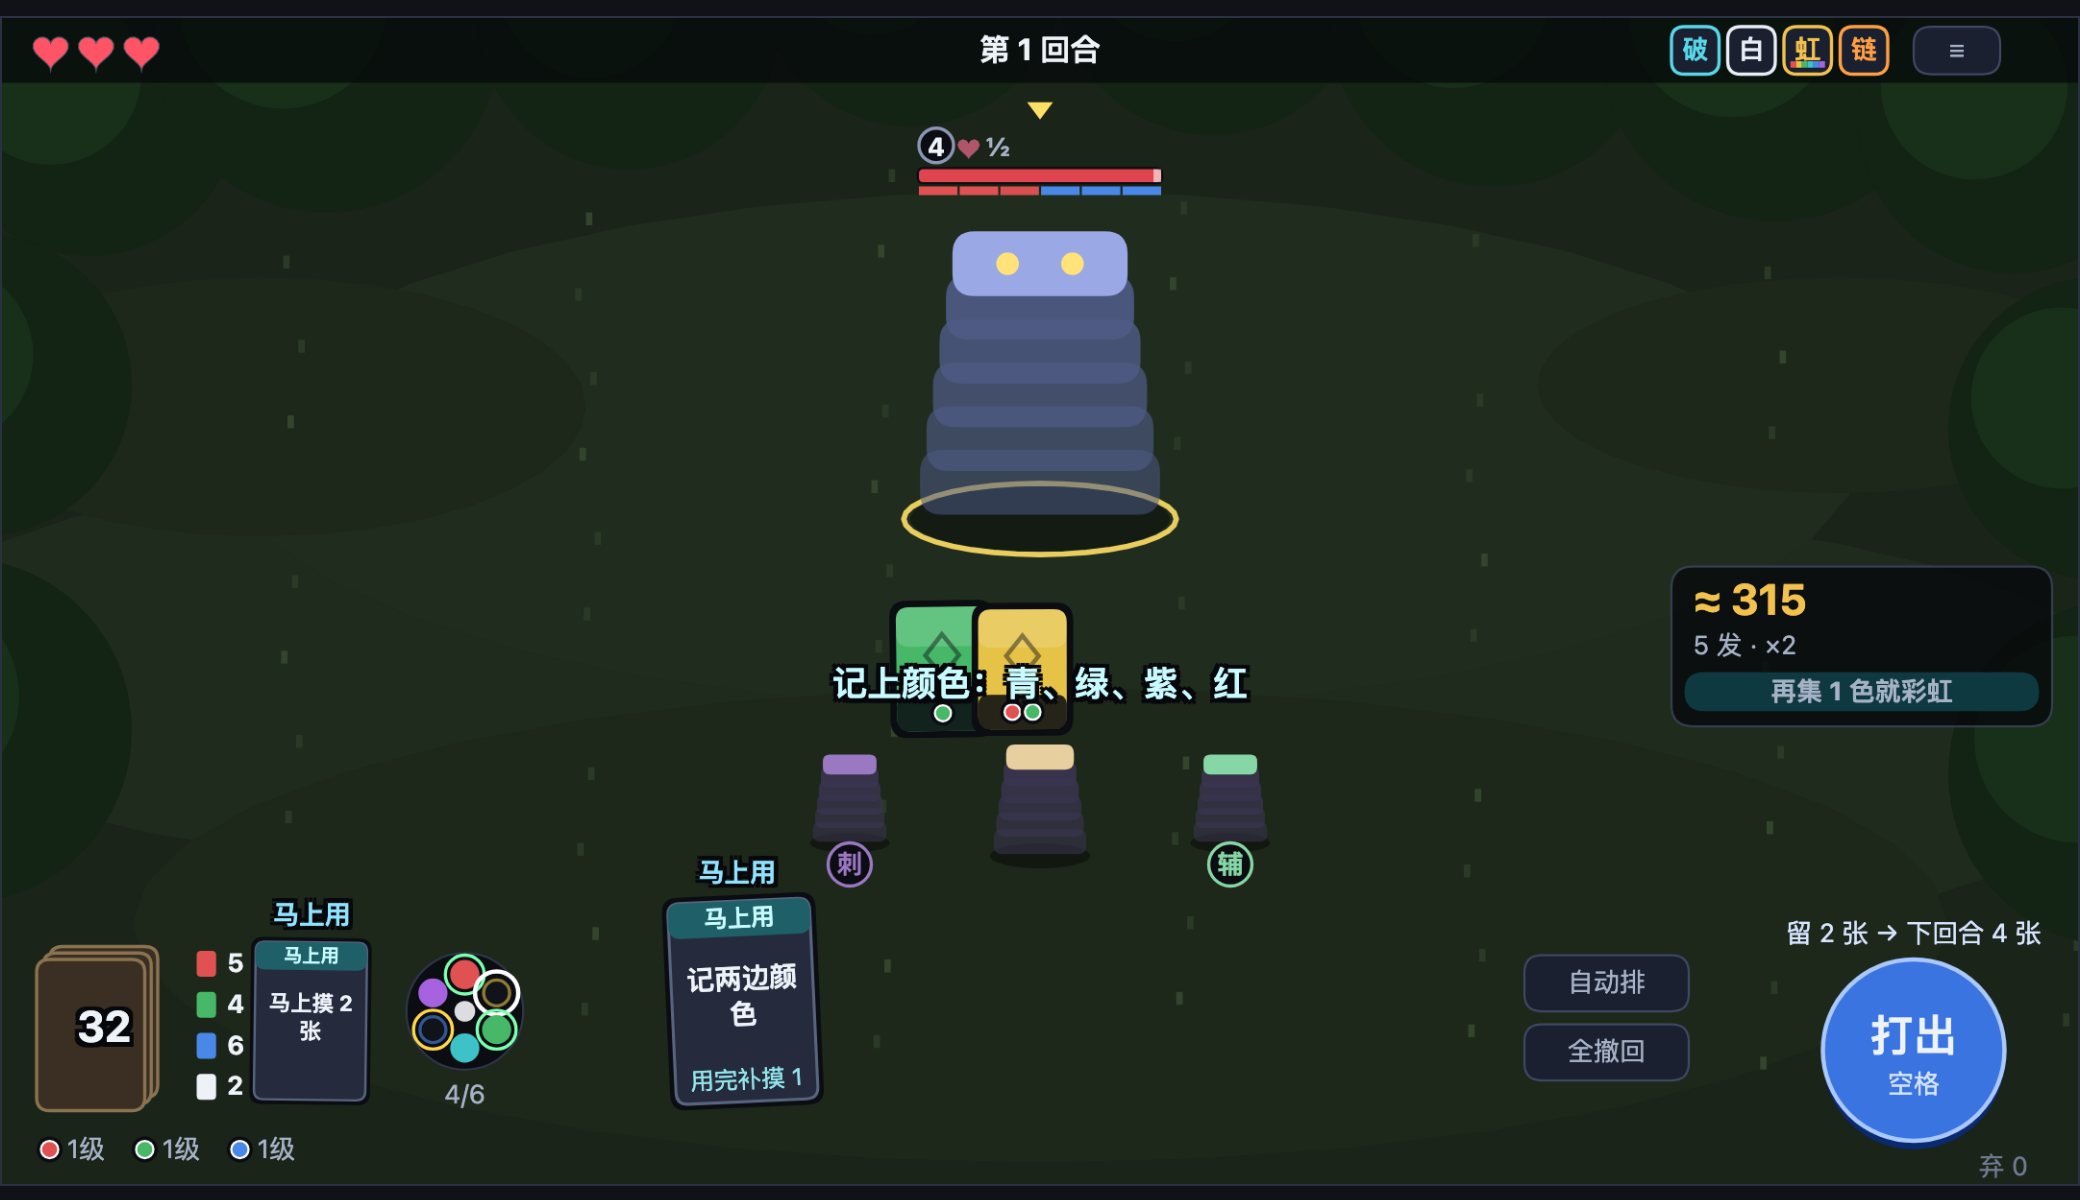 第 1 回合
破 白 虹 链 ≡
4 ½
≈ 315
5 发 · ×2
再集 1 色就彩虹
记上颜色：青、绿、紫、红
刺
辅
马上用
马上用
记两边颜色
用完补摸 1
马上用
马上用
马上摸 2
张
32
5
4
6
2
4/6
1级 1级 1级
自动排
全撤回
留 2 张 → 下回合 4 张
打出
空格
弃 0